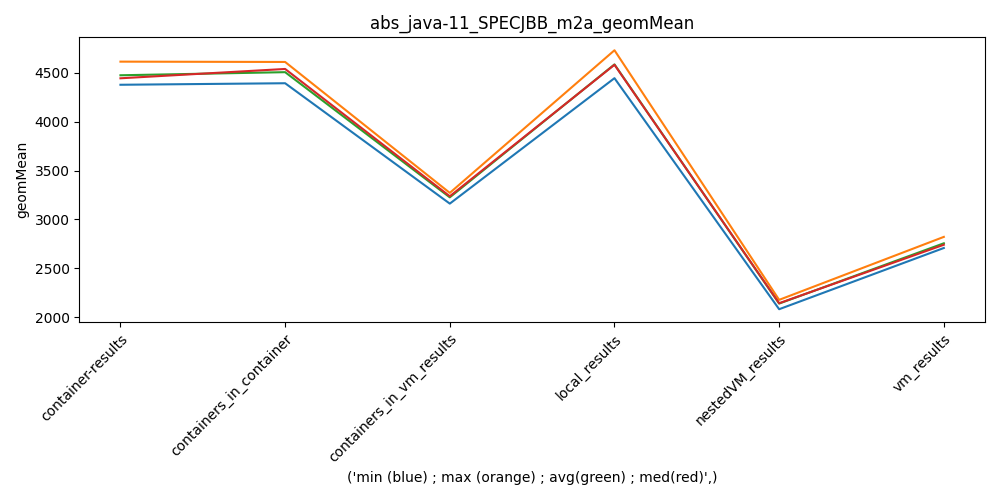 abs_java-11_SPECJBB_m2a_geomMean
geomMean
4500
4000
3500
3000
2500
2000
container-results
containers_in_container
containers_in_vm_results
local_results
nestedVM_results
vm_results
('min (blue) ; max (orange) ; avg(green) ; med(red)',)